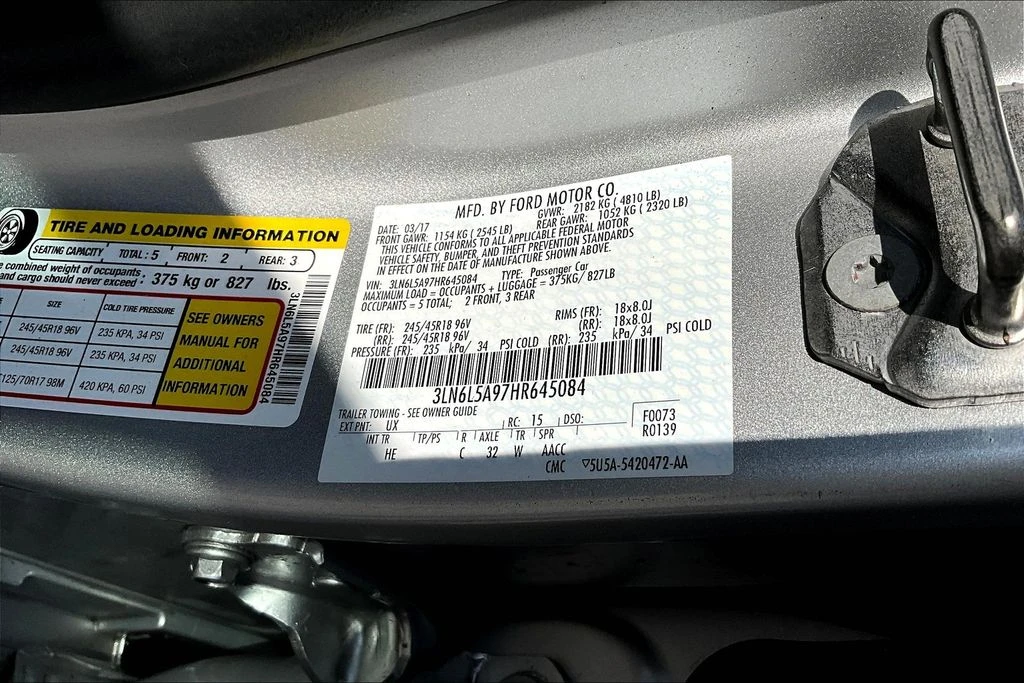 TIRE AND LOADING INFORMATION
SEATING CAPACITY TOTAL : 5 FRONT: 2 REAR: 3
combined weight of occupants
and cargo should never exceed : 375 kg or 827 lbs.
SIZE COLD TIRE PRESSURE
245/45R18 96V 235 KPA, 34 PSI
245/45R18 96V 235 KPA, 34 PSI
125/70R17 98M 420 KPA, 60 PSI
SEE OWNERS
MANUAL FOR
ADDITIONAL
INFORMATION
3LN6L5A97HR645084
MFD. BY FORD MOTOR CO.
DATE: 03/17 GVWR: 2182 KG ( 4810 LB)
FRONT GAWR: 1154 KG ( 2545 LB) REAR GAWR: 1052 KG ( 2320 LB)
THIS VEHICLE CONFORMS TO ALL APPLICABLE FEDERAL MOTOR
VEHICLE SAFETY, BUMPER, AND THEFT PREVENTION STANDARDS
IN EFFECT ON THE DATE OF MANUFACTURE SHOWN ABOVE.
VIN: 3LN6L5A97HR645084 TYPE: Passenger Car
MAXIMUM LOAD = OCCUPANTS + LUGGAGE = 375KG/ 827LB
OCCUPANTS = 5 TOTAL; 2 FRONT, 3 REAR
TIRE (FR): 245/45R18 96V RIMS (FR): 18x8.0J
(RR): 245/45R18 96V (RR): 18x8.0J
PRESSURE (FR): 235 kPa/ 34 PSI COLD (RR): 235 kPa/ 34 PSI COLD
3LN6L5A97HR645084
TRAILER TOWING - SEE OWNER GUIDE
EXT PNT: UX RC: 15 DSO: F0073
INT TR TP/PS R AXLE TR SPR R0139
HE C 32 W AACC
CMC ▽5U5A-5420472-AA